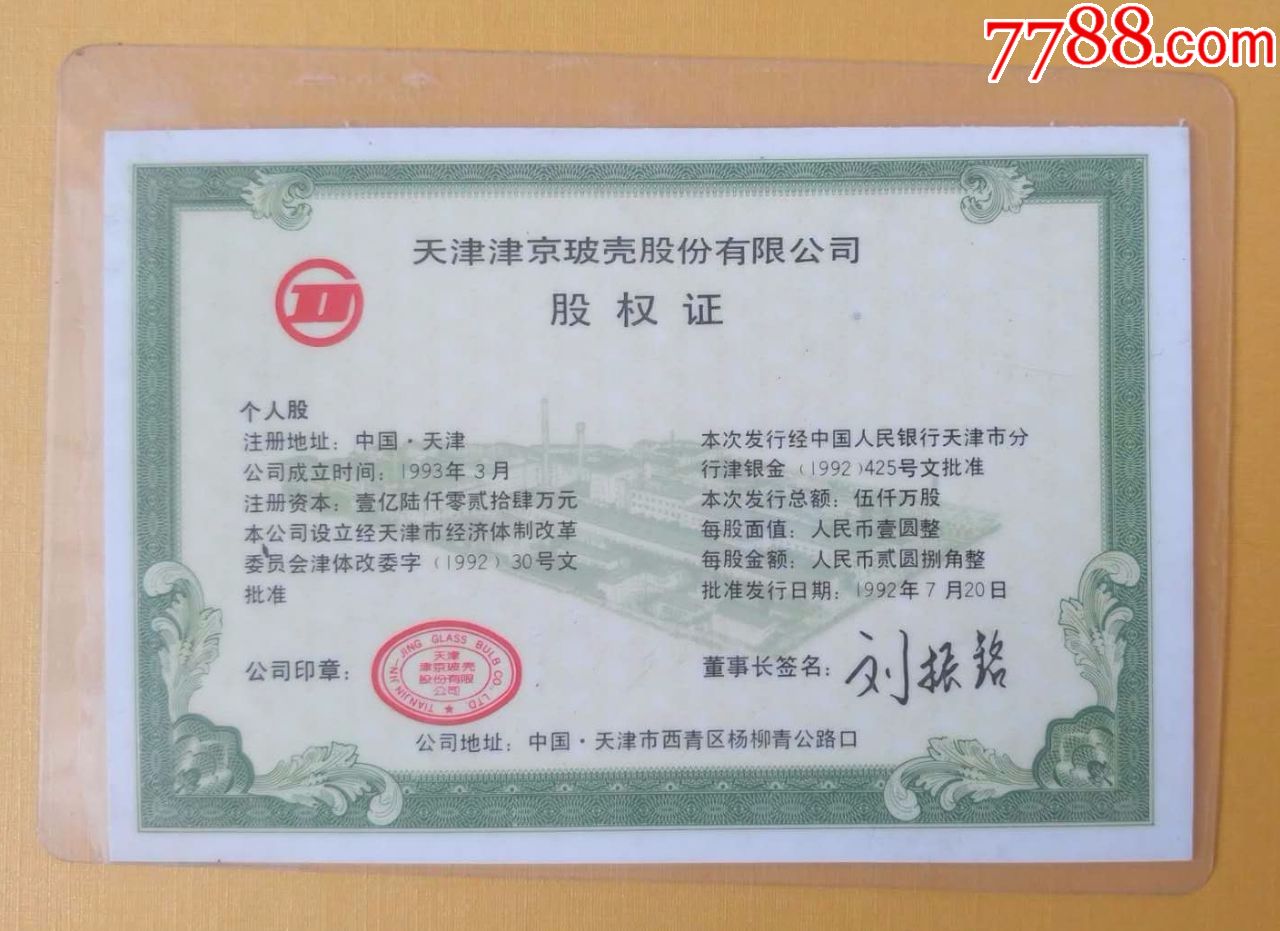 7788.com
天津津京玻壳股份有限公司
股权证
个人股
注册地址：中国·天津
公司成立时间：1993年3月
注册资本：壹亿陆仟零贰拾肆万元
本公司设立经天津市经济体制改革
委员会津体改委字（1992）30号文
批准
本次发行经中国人民银行天津市分
行津银金（1992）425号文批准
本次发行总额：伍仟万股
每股面值：人民币壹圆整
每股金额：人民币贰圆捌角整
批准发行日期：1992年7月20日
公司印章：
TIANJIN JIN-JING GLASS BULB CO., LTD.
天津
津京玻壳
股份有限
公司
董事长签名：刘振铭
公司地址：中国·天津市西青区杨柳青公路口